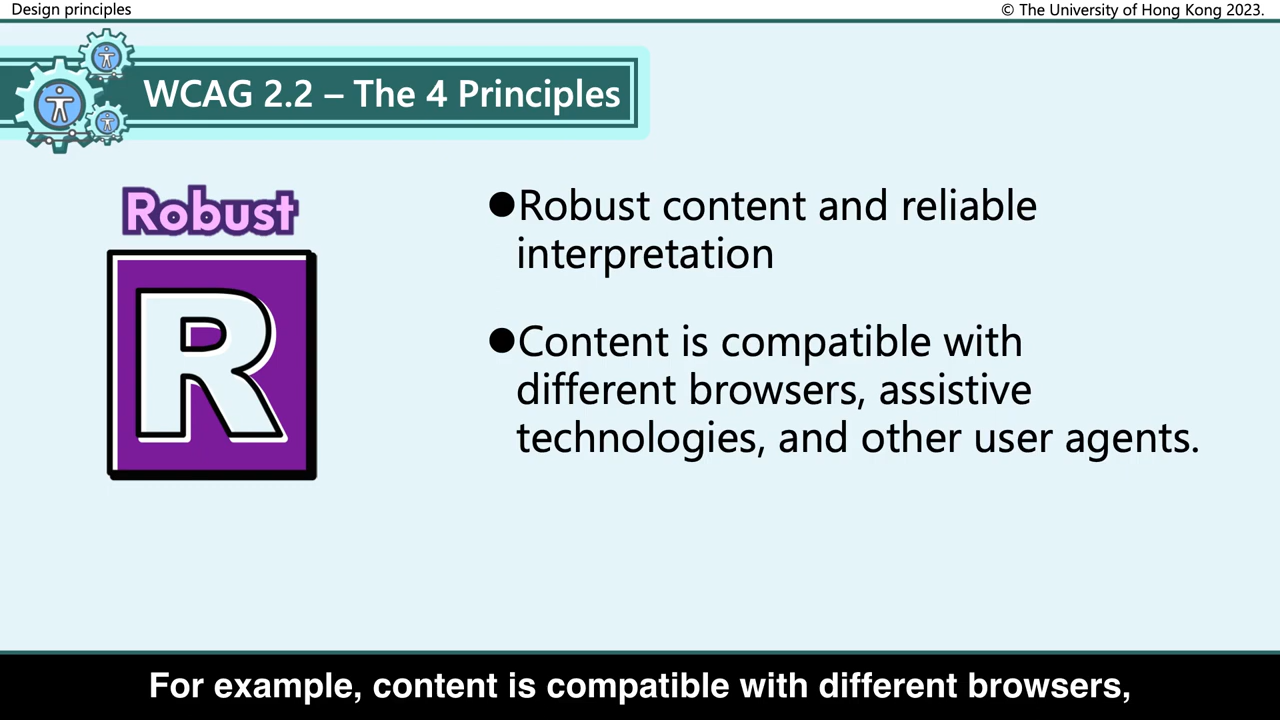 Design principles
© The University of Hong Kong 2023.
WCAG 2.2 – The 4 Principles
Robust
R
●Robust content and reliable
interpretation
●Content is compatible with
different browsers, assistive
technologies, and other user agents.
For example, content is compatible with different browsers,